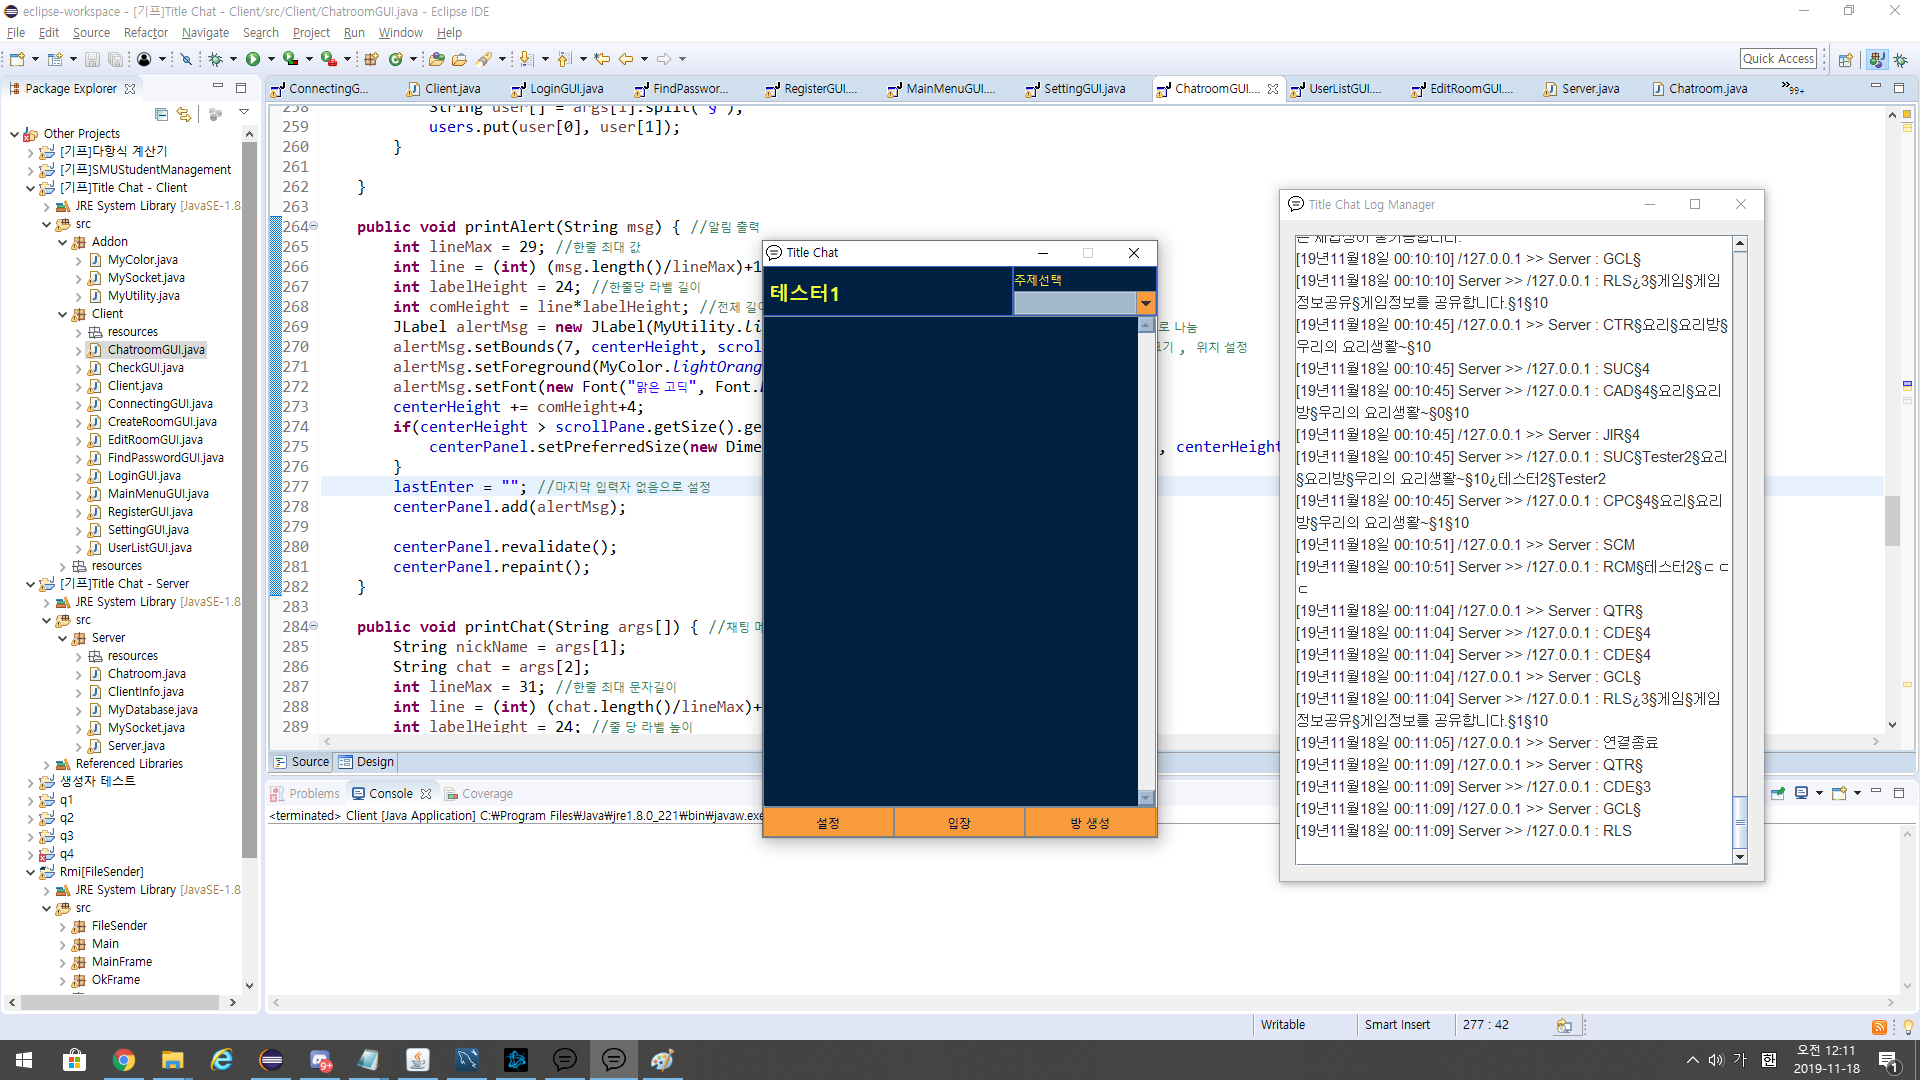 eclipse-workspace - [기프]Title Chat - Client/src/Client/ChatroomGUI.java - Eclipse IDE
File Edit Source Refactor Navigate Search Project Run Window Help
Quick Access
Package Explorer
ConnectingG... Client.java LoginGUI.java FindPasswor... RegisterGUI.... MainMenuGUI.... SettingGUI.java ChatroomGUI.... UserListGUI.... EditRoomGUI.... Server.java Chatroom.java 99+
Other Projects
[기프]다항식 계산기
[기프]SMUStudentManagement
[기프]Title Chat - Client
JRE System Library [JavaSE-1.8
src
Addon
MyColor.java
MySocket.java
MyUtility.java
Client
resources
ChatroomGUI.java
CheckGUI.java
Client.java
ConnectingGUI.java
CreateRoomGUI.java
EditRoomGUI.java
FindPasswordGUI.java
LoginGUI.java
MainMenuGUI.java
RegisterGUI.java
SettingGUI.java
UserListGUI.java
resources
[기프]Title Chat - Server
JRE System Library [JavaSE-1.8
src
Server
resources
Chatroom.java
ClientInfo.java
MyDatabase.java
MySocket.java
Server.java
Referenced Libraries
생성자 테스트
q1
q2
q3
q4
Rmi[FileSender]
JRE System Library [JavaSE-1.8
src
FileSender
Main
MainFrame
OkFrame
258 String user[] = args[i].split("§");
259 users.put(user[0], user[1]);
260 }
261
262 }
263
264 public void printAlert(String msg) { //알림 출력
265 int lineMax = 29; //한줄 최대 값
266 int line = (int) (msg.length()/lineMax)+1
267 int labelHeight = 24; //한줄당 라벨 길이
268 int comHeight = line*labelHeight; //전체 길
269 JLabel alertMsg = new JLabel(MyUtility.Li 로 나눔
270 alertMsg.setBounds(7, centerHeight, scrol 크기 , 위치 설정
271 alertMsg.setForeground(MyColor.lightOrang
272 alertMsg.setFont(new Font("맑은 고딕", Font.
273 centerHeight += comHeight+4;
274 if(centerHeight > scrollPane.getSize().ge
275 centerPanel.setPreferredSize(new Dime , centerHeight
276 }
277 lastEnter = ""; //마지막 입력자 없음으로 설정
278 centerPanel.add(alertMsg);
279
280 centerPanel.revalidate();
281 centerPanel.repaint();
282 }
283
284 public void printChat(String args[]) { //채팅 메
285 String nickName = args[1];
286 String chat = args[2];
287 int lineMax = 31; //한줄 최대 문자길이
288 int line = (int) (chat.length()/lineMax)+
289 int labelHeight = 24; //줄 당 라벨 높이
Source Design
Problems Console Coverage
<terminated> Client [Java Application] C:￦Program Files￦Java￦jre1.8.0_221￦bin￦javaw.exe
Title Chat
테스터1
주제선택
설정 입장 방 생성
Title Chat Log Manager
는 재입장이 불가능합니다.
[19년11월18일 00:10:10] /127.0.0.1 >> Server : GCL§
[19년11월18일 00:10:10] Server >> /127.0.0.1 : RLS¿3§게임§게임
정보공유§게임정보를 공유합니다.§1§10
[19년11월18일 00:10:45] /127.0.0.1 >> Server : CTR§요리§요리방§
우리의 요리생활~§10
[19년11월18일 00:10:45] Server >> /127.0.0.1 : SUC§4
[19년11월18일 00:10:45] Server >> /127.0.0.1 : CAD§4§요리§요리
방§우리의 요리생활~§0§10
[19년11월18일 00:10:45] /127.0.0.1 >> Server : JIR§4
[19년11월18일 00:10:45] Server >> /127.0.0.1 : SUC§Tester2§요리
§요리방§우리의 요리생활~§10¿테스터2§Tester2
[19년11월18일 00:10:45] Server >> /127.0.0.1 : CPC§4§요리§요리
방§우리의 요리생활~§1§10
[19년11월18일 00:10:51] /127.0.0.1 >> Server : SCM
[19년11월18일 00:10:51] Server >> /127.0.0.1 : RCM§테스터2§ㄷㄷ
ㄷ
[19년11월18일 00:11:04] /127.0.0.1 >> Server : QTR§
[19년11월18일 00:11:04] Server >> /127.0.0.1 : CDE§4
[19년11월18일 00:11:04] Server >> /127.0.0.1 : CDE§4
[19년11월18일 00:11:04] /127.0.0.1 >> Server : GCL§
[19년11월18일 00:11:04] Server >> /127.0.0.1 : RLS¿3§게임§게임
정보공유§게임정보를 공유합니다.§1§10
[19년11월18일 00:11:05] /127.0.0.1 >> Server : 연결종료
[19년11월18일 00:11:09] /127.0.0.1 >> Server : QTR§
[19년11월18일 00:11:09] Server >> /127.0.0.1 : CDE§3
[19년11월18일 00:11:09] /127.0.0.1 >> Server : GCL§
[19년11월18일 00:11:09] Server >> /127.0.0.1 : RLS
Writable Smart Insert 277 : 42
가 한 오전 12:11
2019-11-18
9+
1